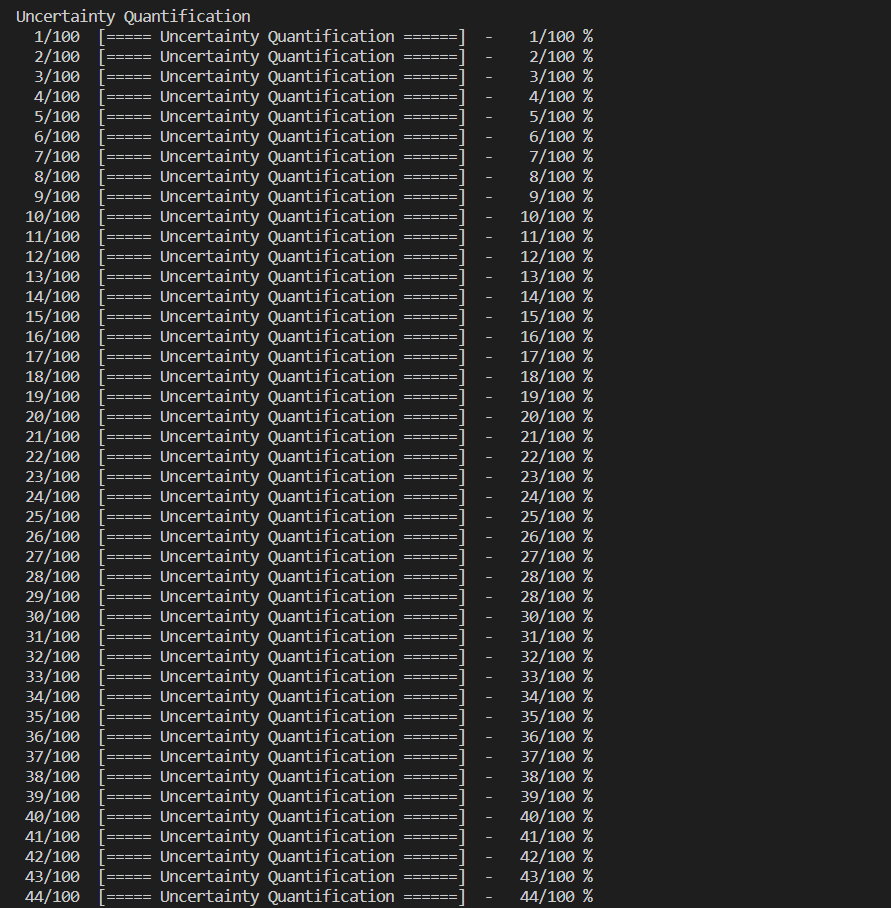 Uncertainty Quantification
1/100 [===== Uncertainty Quantification ======] - 1/100 %
2/100 [===== Uncertainty Quantification ======] - 2/100 %
3/100 [===== Uncertainty Quantification ======] - 3/100 %
4/100 [===== Uncertainty Quantification ======] - 4/100 %
5/100 [===== Uncertainty Quantification ======] - 5/100 %
6/100 [===== Uncertainty Quantification ======] - 6/100 %
7/100 [===== Uncertainty Quantification ======] - 7/100 %
8/100 [===== Uncertainty Quantification ======] - 8/100 %
9/100 [===== Uncertainty Quantification ======] - 9/100 %
10/100 [===== Uncertainty Quantification ======] - 10/100 %
11/100 [===== Uncertainty Quantification ======] - 11/100 %
12/100 [===== Uncertainty Quantification ======] - 12/100 %
13/100 [===== Uncertainty Quantification ======] - 13/100 %
14/100 [===== Uncertainty Quantification ======] - 14/100 %
15/100 [===== Uncertainty Quantification ======] - 15/100 %
16/100 [===== Uncertainty Quantification ======] - 16/100 %
17/100 [===== Uncertainty Quantification ======] - 17/100 %
18/100 [===== Uncertainty Quantification ======] - 18/100 %
19/100 [===== Uncertainty Quantification ======] - 19/100 %
20/100 [===== Uncertainty Quantification ======] - 20/100 %
21/100 [===== Uncertainty Quantification ======] - 21/100 %
22/100 [===== Uncertainty Quantification ======] - 22/100 %
23/100 [===== Uncertainty Quantification ======] - 23/100 %
24/100 [===== Uncertainty Quantification ======] - 24/100 %
25/100 [===== Uncertainty Quantification ======] - 25/100 %
26/100 [===== Uncertainty Quantification ======] - 26/100 %
27/100 [===== Uncertainty Quantification ======] - 27/100 %
28/100 [===== Uncertainty Quantification ======] - 28/100 %
29/100 [===== Uncertainty Quantification ======] - 28/100 %
30/100 [===== Uncertainty Quantification ======] - 30/100 %
31/100 [===== Uncertainty Quantification ======] - 31/100 %
32/100 [===== Uncertainty Quantification ======] - 32/100 %
33/100 [===== Uncertainty Quantification ======] - 33/100 %
34/100 [===== Uncertainty Quantification ======] - 34/100 %
35/100 [===== Uncertainty Quantification ======] - 35/100 %
36/100 [===== Uncertainty Quantification ======] - 36/100 %
37/100 [===== Uncertainty Quantification ======] - 37/100 %
38/100 [===== Uncertainty Quantification ======] - 38/100 %
39/100 [===== Uncertainty Quantification ======] - 39/100 %
40/100 [===== Uncertainty Quantification ======] - 40/100 %
41/100 [===== Uncertainty Quantification ======] - 41/100 %
42/100 [===== Uncertainty Quantification ======] - 42/100 %
43/100 [===== Uncertainty Quantification ======] - 43/100 %
44/100 [===== Uncertainty Quantification ======] - 44/100 %